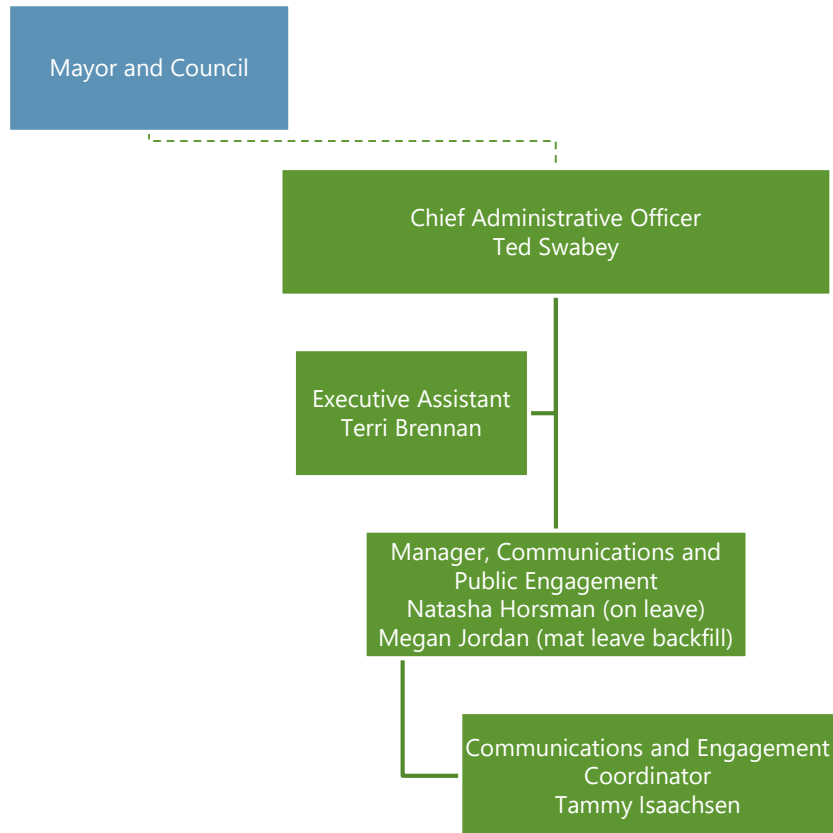 Mayor and Council
Chief Administrative Officer
Ted Swabey
Executive Assistant
Terri Brennan
Manager, Communications and
Public Engagement
Natasha Horsman (on leave)
Megan Jordan (mat leave backfill)
Communications and Engagement
Coordinator
Tammy Isaachsen